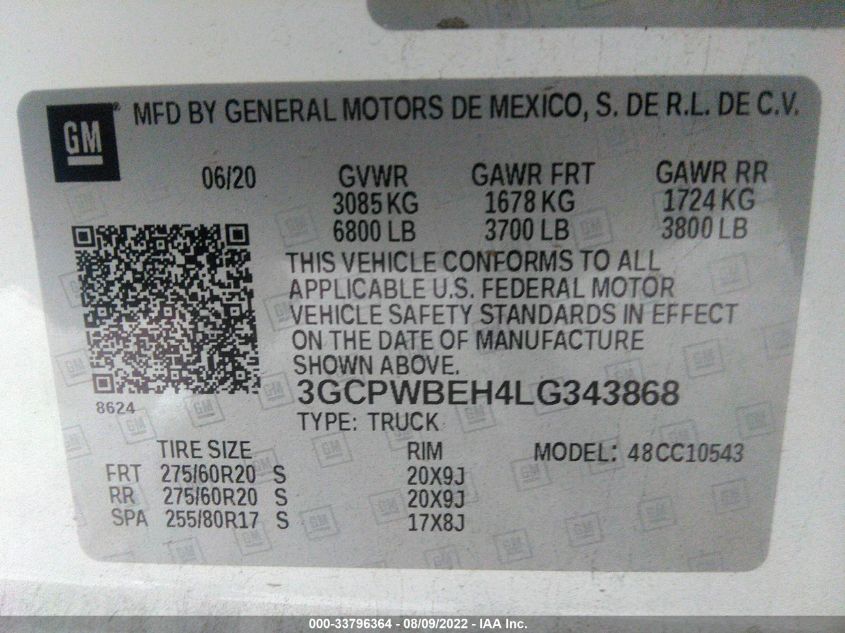 GM
MFD BY GENERAL MOTORS DE MEXICO, S. DE R.L. DE C.V.
06/20 GVWR GAWR FRT GAWR RR
3085 KG 1678 KG 1724 KG
6800 LB 3700 LB 3800 LB
THIS VEHICLE CONFORMS TO ALL
APPLICABLE U.S. FEDERAL MOTOR
VEHICLE SAFETY STANDARDS IN EFFECT
ON THE DATE OF MANUFACTURE
SHOWN ABOVE.
3GCPWBEH4LG343868
8624
TYPE: TRUCK
TIRE SIZE RIM MODEL: 48CC10543
FRT 275/60R20 S 20X9J
RR 275/60R20 S 20X9J
SPA 255/80R17 S 17X8J
000-33796364 - 08/09/2022 - IAA Inc.